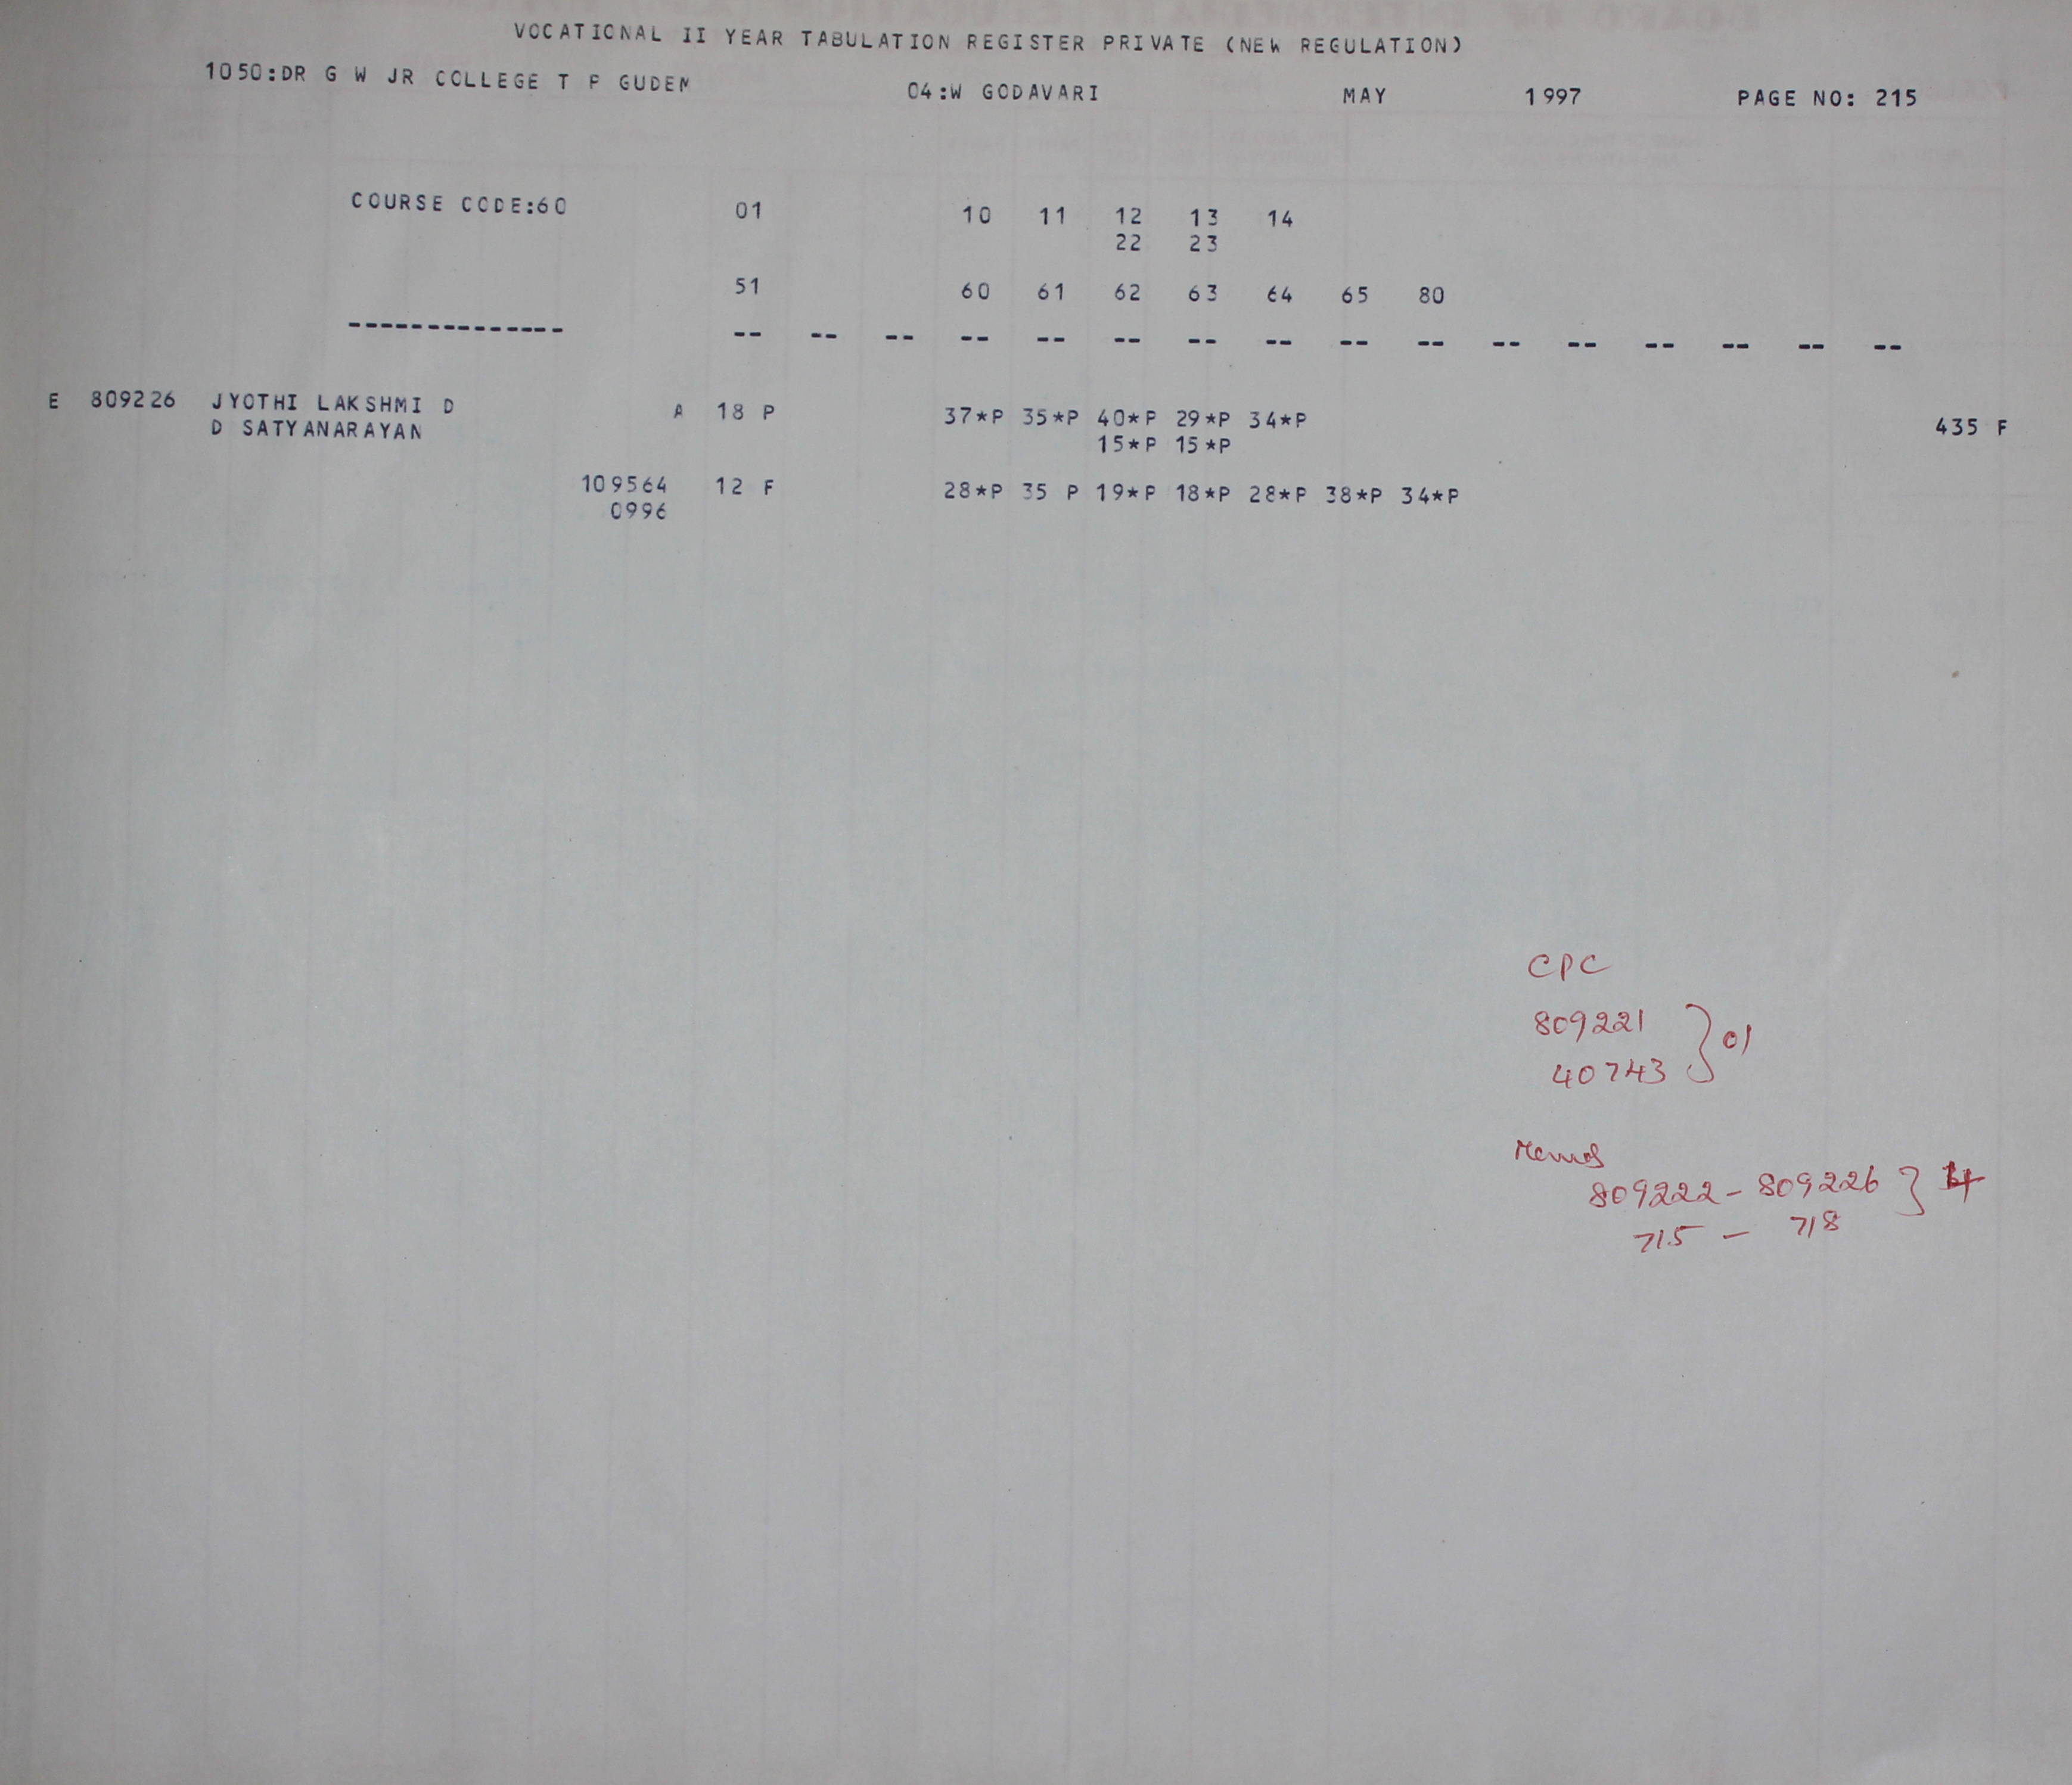 VOCATIONAL II YEAR TABULATION REGISTER PRIVATE (NEW REGULATION)
1050:DR G W JR COLLEGE T P GUDEM 04:W GODAVARI MAY 1997 PAGE NO: 215
COURSE CODE:60 01 10 11 12 13 14
22 23
51 60 61 62 63 64 65 80
-------------- -- -- -- -- -- -- -- -- -- -- -- -- -- -- -- --
E 809226 JYOTHI LAKSHMI D A 18 P 37*P 35*P 40*P 29*P 34*P 435 F
D SATYANARAYAN 15*P 15*P
109564 12 F 28*P 35 P 19*P 18*P 28*P 38*P 34*P
0996
CPC
809221 } 01
40743
Memos
809222 - 809226 } 4
715 - 718